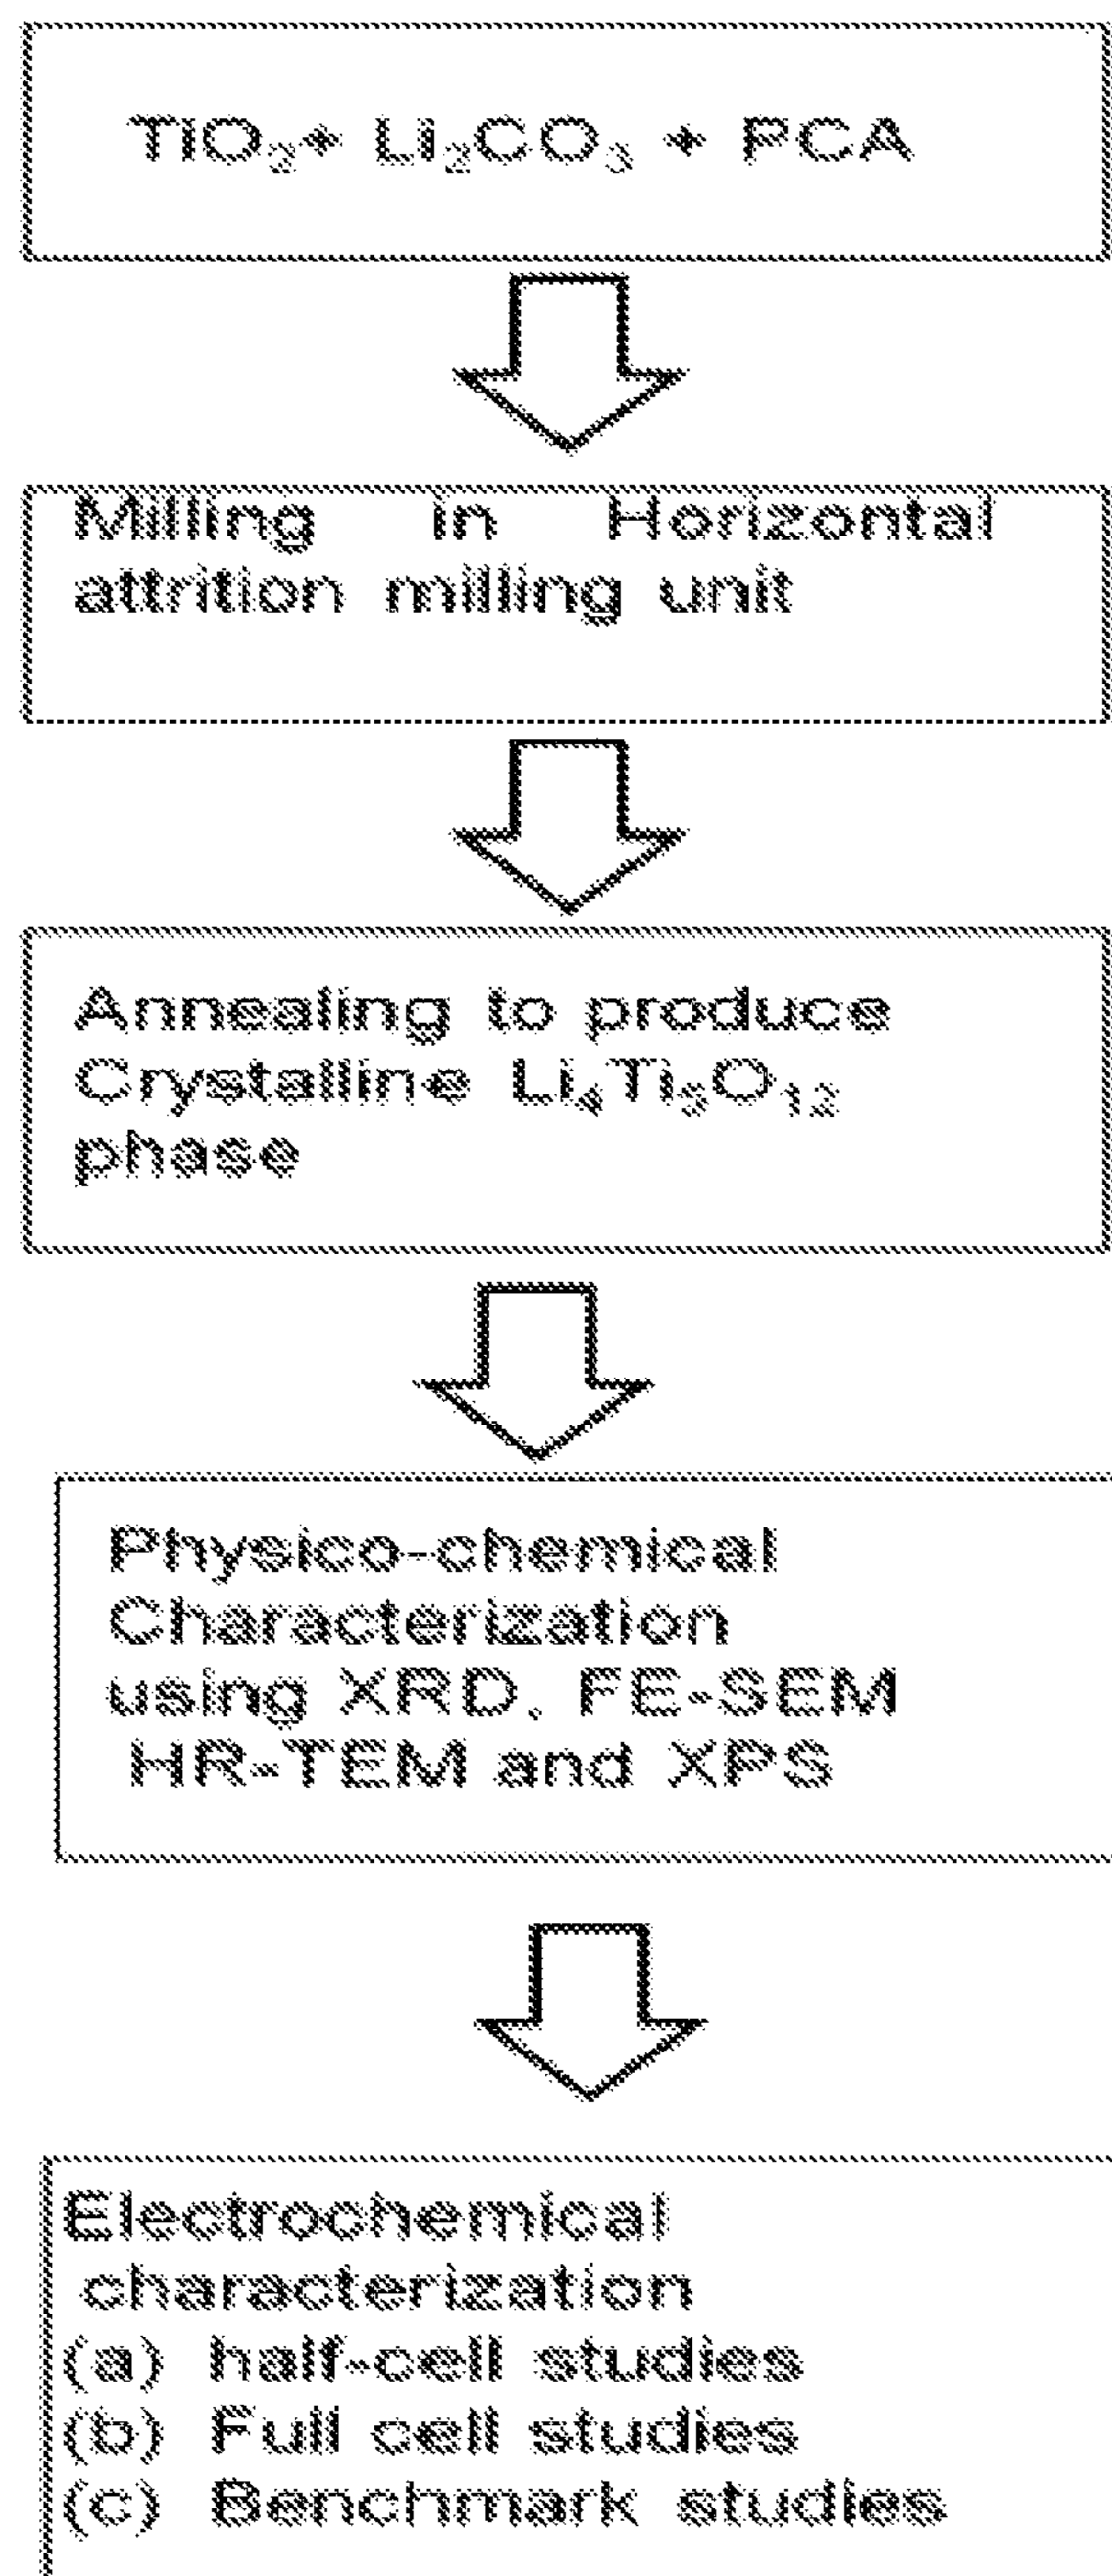 TiO₂+ Li₂CO₃ + PCA
Milling in Horizontal
attrition milling unit
Annealing to produce
Crystalline Li₄Ti₅O₁₂
phase
Physico-chemical
Characterization
using XRD, FE-SEM
HR-TEM and XPS
Electrochemical
characterization
(a) half-cell studies
(b) Full cell studies
(c) Benchmark studies